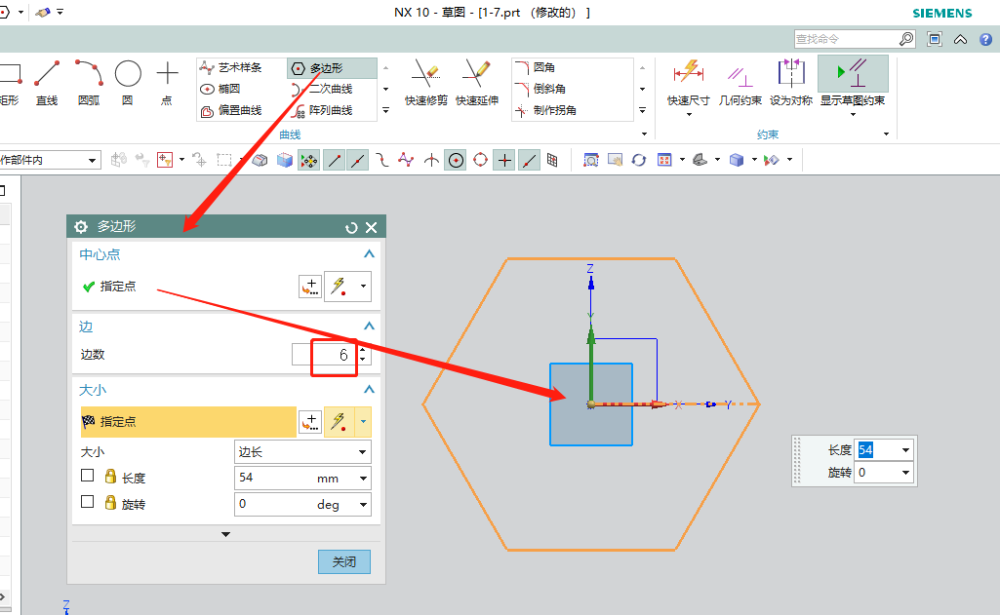 NX 10 - 草图 - [1-7.prt （修改的） ]
SIEMENS
查找命令
矩形
直线
圆弧
圆
点
艺术样条
多边形
椭圆
二次曲线
偏置曲线
阵列曲线
曲线
快速修剪
快速延伸
圆角
倒斜角
制作拐角
快速尺寸
几何约束
设为对称
显示草图约束
约束
作部件内
多边形
中心点
指定点
边
边数
6
大小
指定点
大小
边长
长度
54
mm
旋转
0
deg
关闭
Z
X
Y
长度
54
旋转
0
Z